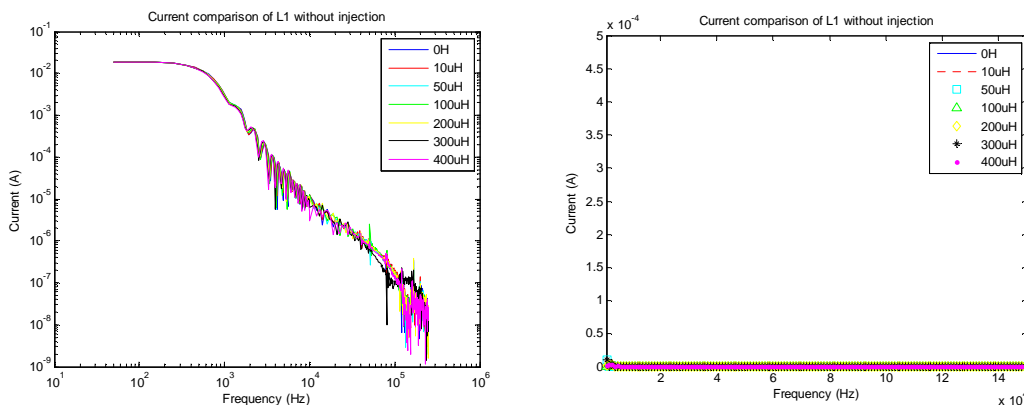 Current comparison of L1 without injection
10^-1
10^-2
10^-3
10^-4
10^-5
10^-6
10^-7
10^-8
10^-9
Current (A)
10^1
10^2
10^3
10^4
10^5
10^6
Frequency (Hz)
0H
10uH
50uH
100uH
200uH
300uH
400uH
Current comparison of L1 without injection
x 10^-4
5
4.5
4
3.5
3
2.5
2
1.5
1
0.5
0
Current (A)
2
4
6
8
10
12
14
Frequency (Hz)
x 10
0H
10uH
50uH
100uH
200uH
300uH
400uH